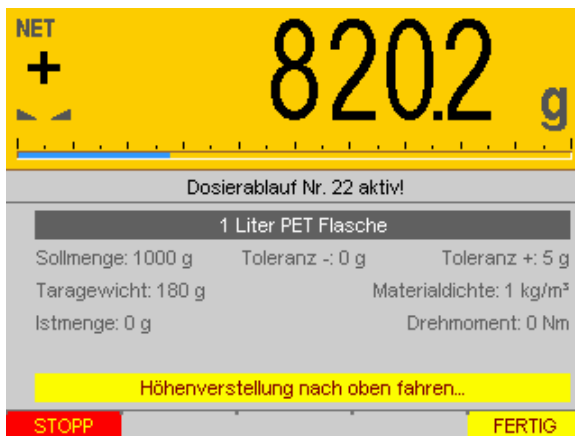 NET
+
820.2 g
Dosierablauf Nr. 22 aktiv!
1 Liter PET Flasche
Sollmenge: 1000 g Toleranz -: 0 g Toleranz +: 5 g
Taragewicht: 180 g Materialdichte: 1 kg/m³
Istmenge: 0 g Drehmoment: 0 Nm
Höhenverstellung nach oben fahren...
STOPP FERTIG